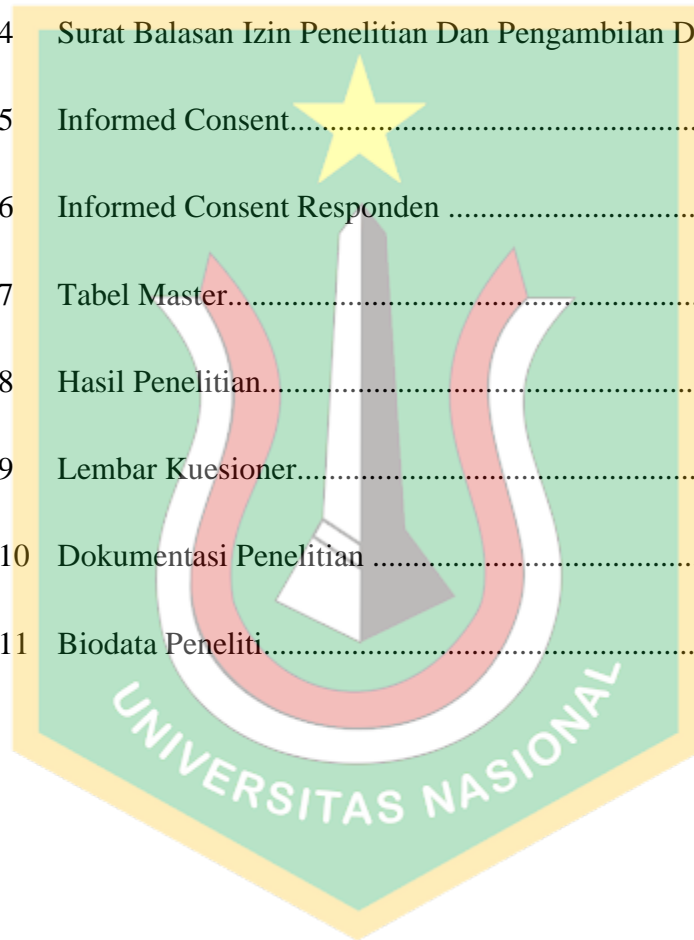 4 Surat Balasan Izin Penelitian Dan Pengambilan D
5 Informed Consent..........................................................
6 Informed Consent Responden ....................................
7 Tabel Master.................................................................
8 Hasil Penelitian.............................................................
9 Lembar Kuesioner........................................................
10 Dokumentasi Penelitian .............................................
11 Biodata Peneliti............................................................
UNIVERSITAS NASIONAL